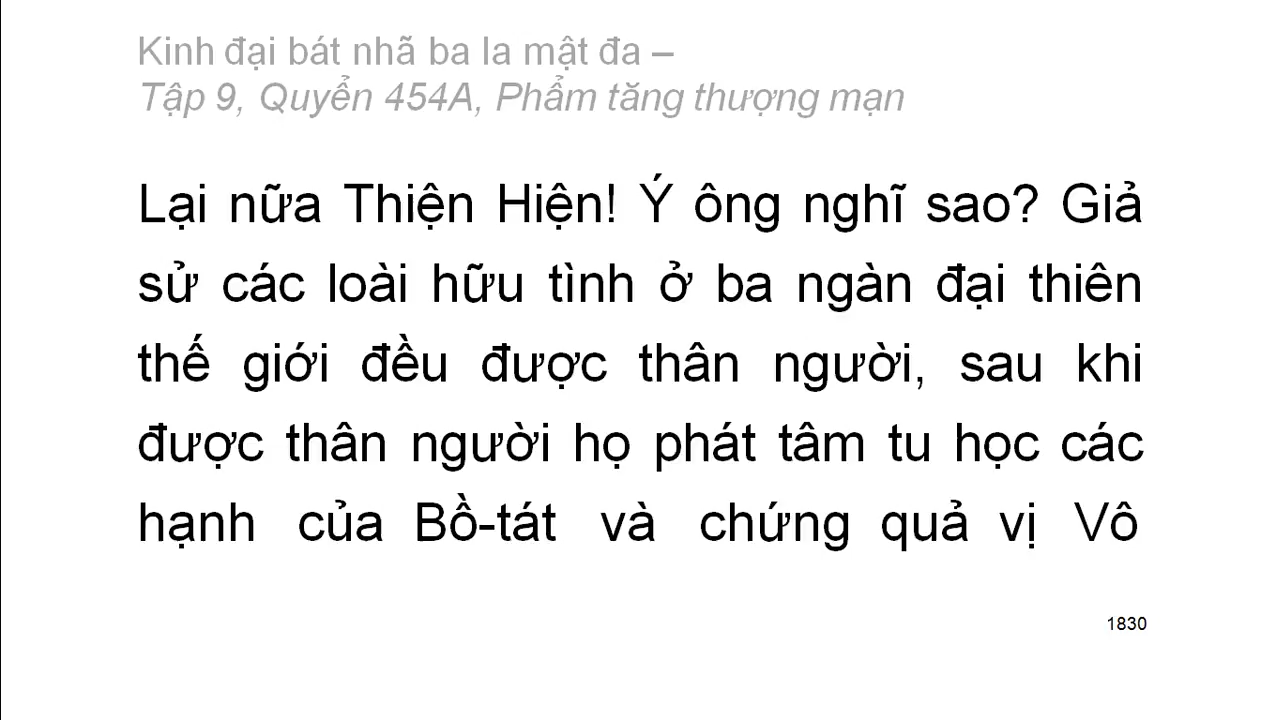 Kinh đại bát nhã ba la mật đa –
Tập 9, Quyển 454A, Phẩm tăng thượng mạn
Lại nữa Thiện Hiện! Ý ông nghĩ sao? Giả
sử các loài hữu tình ở ba ngàn đại thiên
thế giới đều được thân người, sau khi
được thân người họ phát tâm tu học các
hạnh của Bồ-tát và chứng quả vị Vô
1830